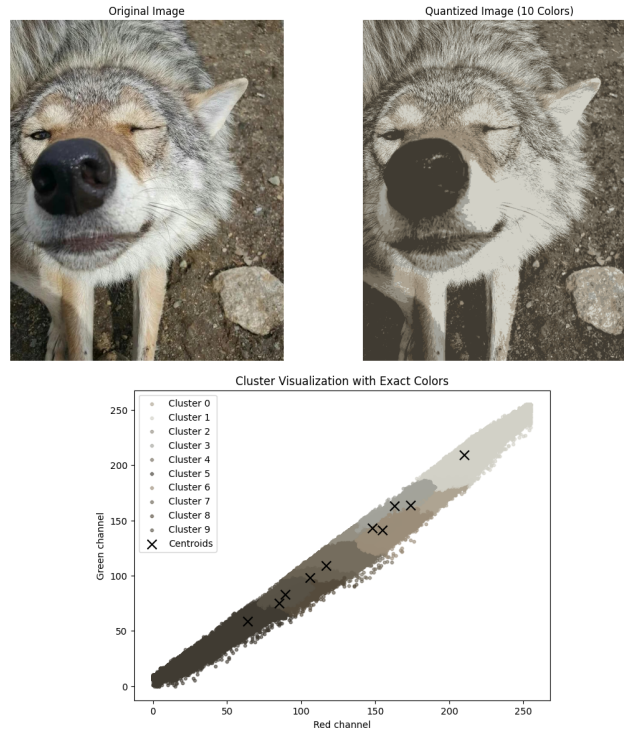 Original Image
Quantized Image (10 Colors)
Cluster Visualization with Exact Colors
Cluster 0
Cluster 1
Cluster 2
Cluster 3
Cluster 4
Cluster 5
Cluster 6
Cluster 7
Cluster 8
Cluster 9
Centroids
Green channel
250
200
150
100
50
0
0 50 100 150 200 250
Red channel